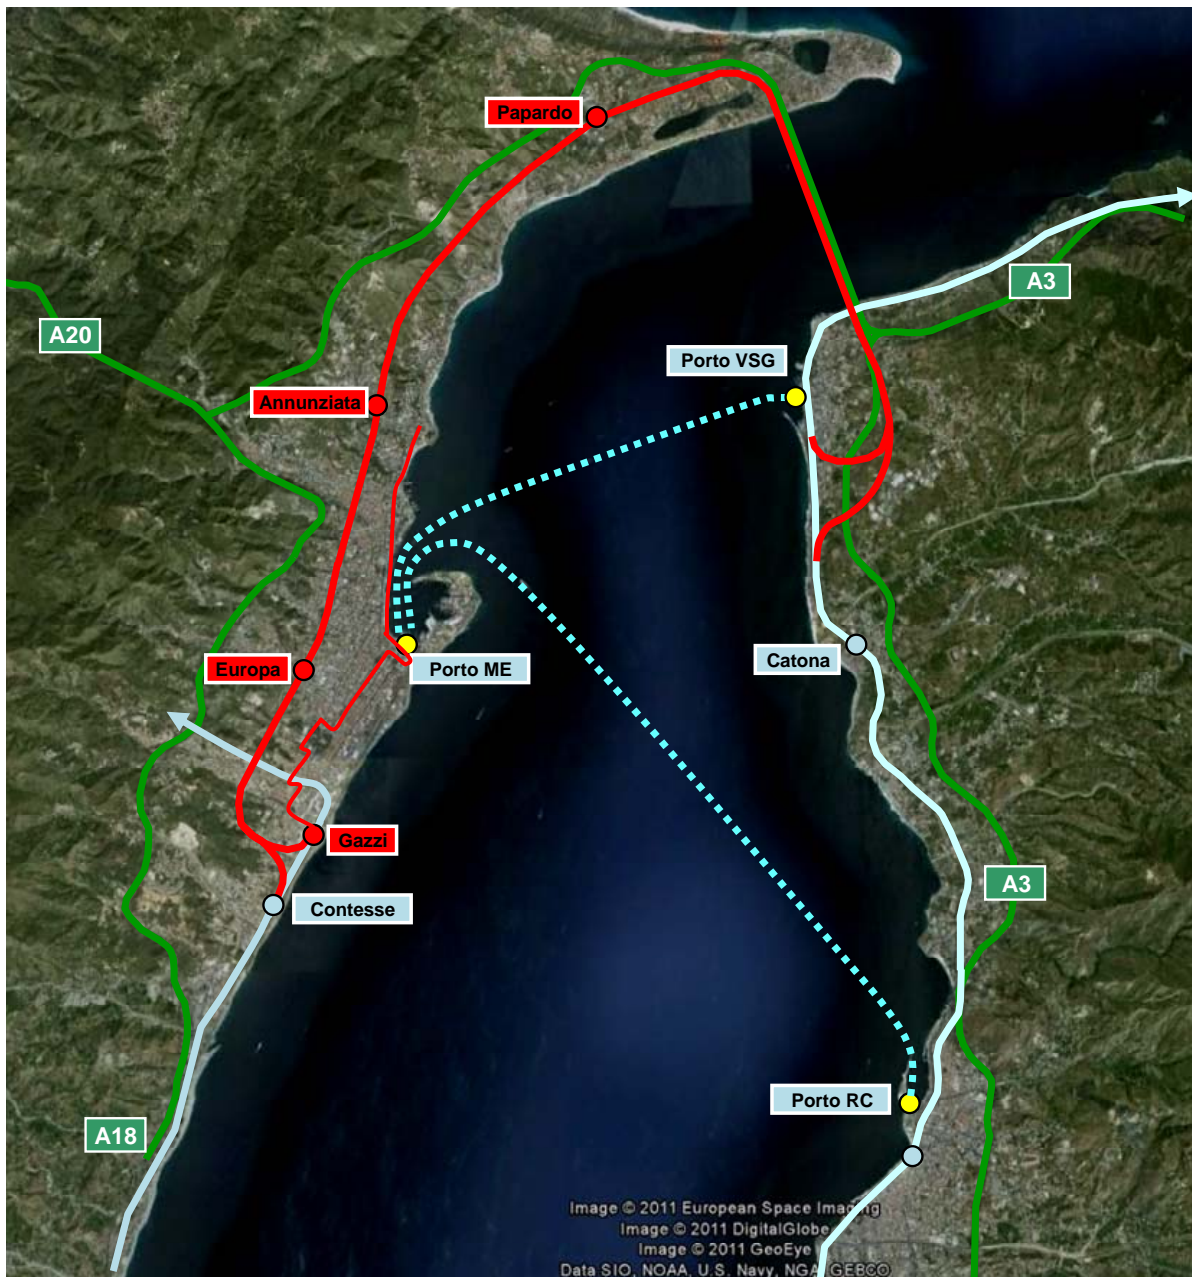 Papardo
A3
A20
Porto VSG
Annunziata
Europa
Porto ME
Catona
Gazzi
A3
Contesse
Porto RC
A18
Image © 2011 European Space Imaging
Image © 2011 DigitalGlobe
Image © 2011 GeoEye
Data SIO, NOAA, U.S. Navy, NGA, GEBCO